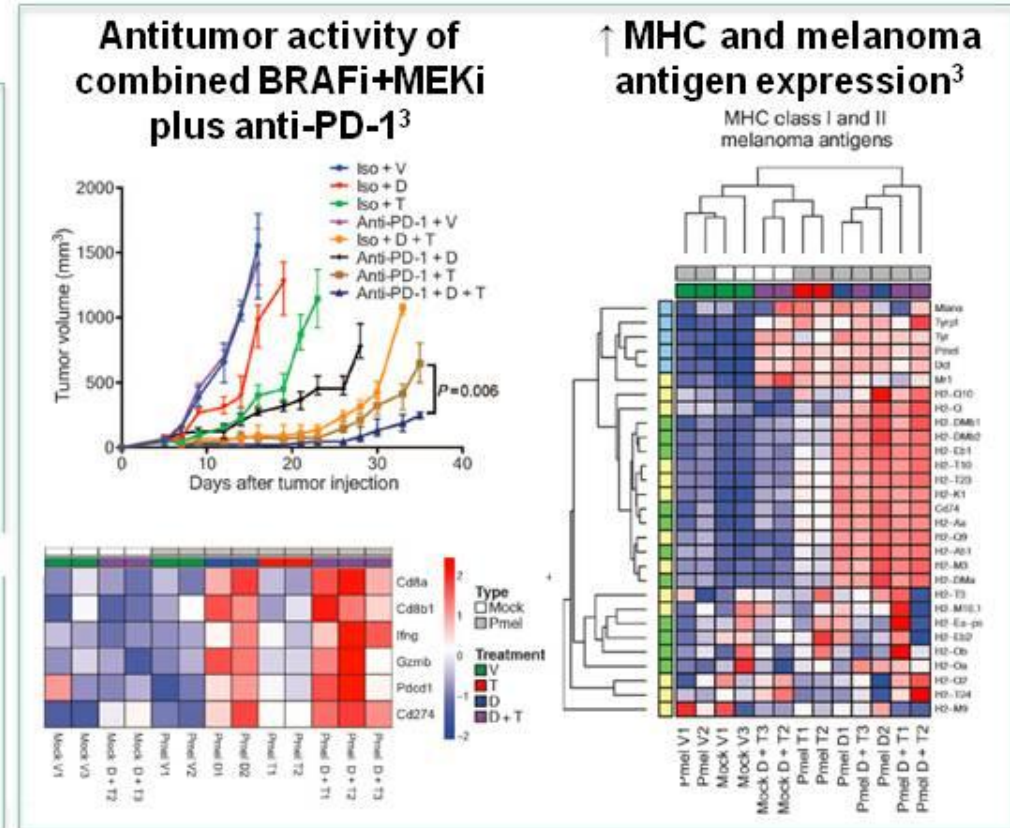 Antitumor activity of
combined BRAFi+MEKi
plus anti-PD-1³
Iso + V
Iso + D
Iso + T
Anti-PD-1 + V
Iso + D + T
Anti-PD-1 + D
Anti-PD-1 + T
Anti-PD-1 + D + T
Tumor volume (mm³)
2000
1500
1000
500
0
P=0.006
0 10 20 30 40
Days after tumor injection
Cd8a
Cd8b1
Ifng
Gzmb
Pdcd1
Cd274
2
1
0
-1
-2
Type
Mock
Pmel
Treatment
V
T
D
D+T
Mock V1
Mock V3
Mock D + T2
Mock D + T3
Pmel V1
Pmel V2
Pmel D1
Pmel D2
Pmel T1
Pmel T2
Pmel D + T1
Pmel D + T2
Pmel D + T3
↑ MHC and melanoma
antigen expression³
MHC class I and II
melanoma antigens
Mlana
Tyrp1
Tyr
Pmel
Dct
Mr1
H2-Q10
H2-DMb1
H2-DMb2
H2-Eb1
H2-T10
H2-T23
H2-K1
Cd74
H2-Aa
H2-Q9
H2-Ab1
H2-M3
H2-DMa
H2-T3
H2-M10.1
H2-Ea-ps
H2-Eb2
H2-Ob
H2-Oa
H2-Q2
H2-T24
H2-M9
+
Pmel V1
Pmel V2
Mock V1
Mock V3
Mock D + T3
Mock D + T2
Pmel T1
Pmel T2
Pmel D1
Pmel D + T3
Pmel D2
Pmel D + T1
Pmel D + T2